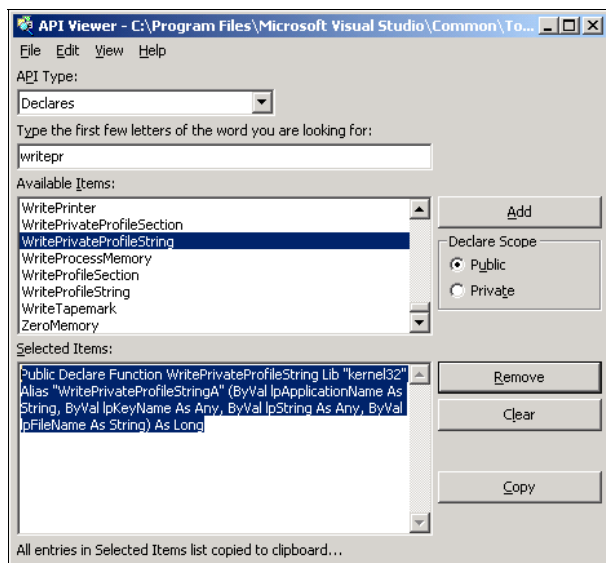 API Viewer - C:\Program Files\Microsoft Visual Studio\Common\To...
File Edit View Help
API Type:
Declares
Type the first few letters of the word you are looking for:
writepr
Available Items:
WritePrinter
WritePrivateProfileSection
WritePrivateProfileString
WriteProcessMemory
WriteProfileSection
WriteProfileString
WriteTapemark
ZeroMemory
Add
Declare Scope
Public
Private
Selected Items:
Public Declare Function WritePrivateProfileString Lib "kernel32"
Alias "WritePrivateProfileStringA" (ByVal lpApplicationName As
String, ByVal lpKeyName As Any, ByVal lpString As Any, ByVal
lpFileName As String) As Long
Remove
Clear
Copy
All entries in Selected Items list copied to clipboard...